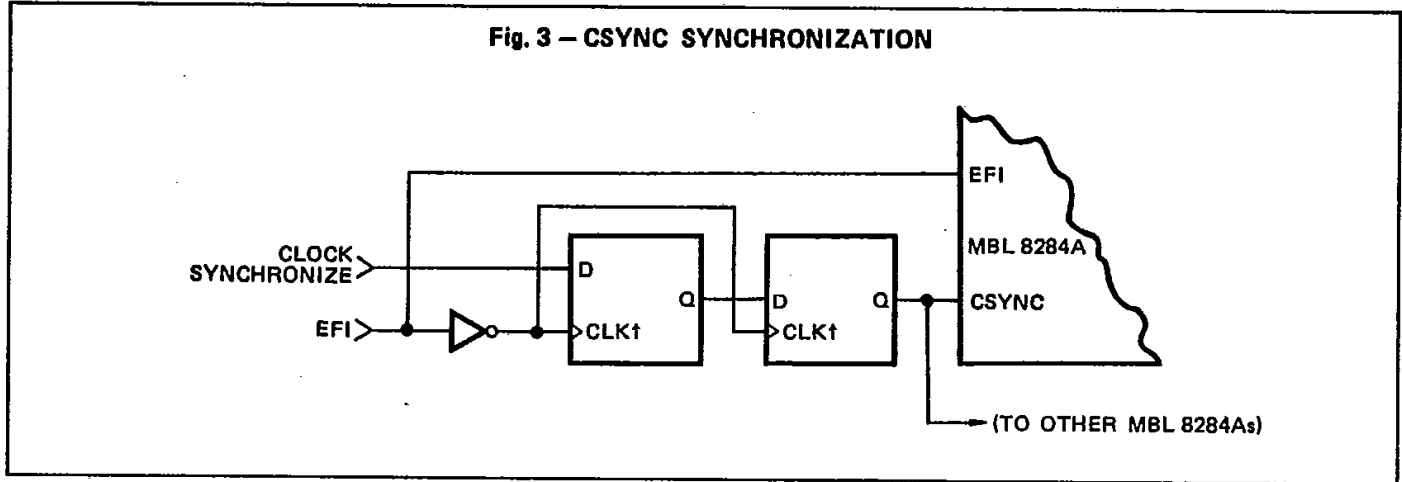 Fig. 3 – CSYNC SYNCHRONIZATION
EFI
MBL 8284A
CLOCK
SYNCHRONIZE
D
Q
D
Q
CSYNC
EFI
CLK↑
CLK↑
(TO OTHER MBL 8284As)